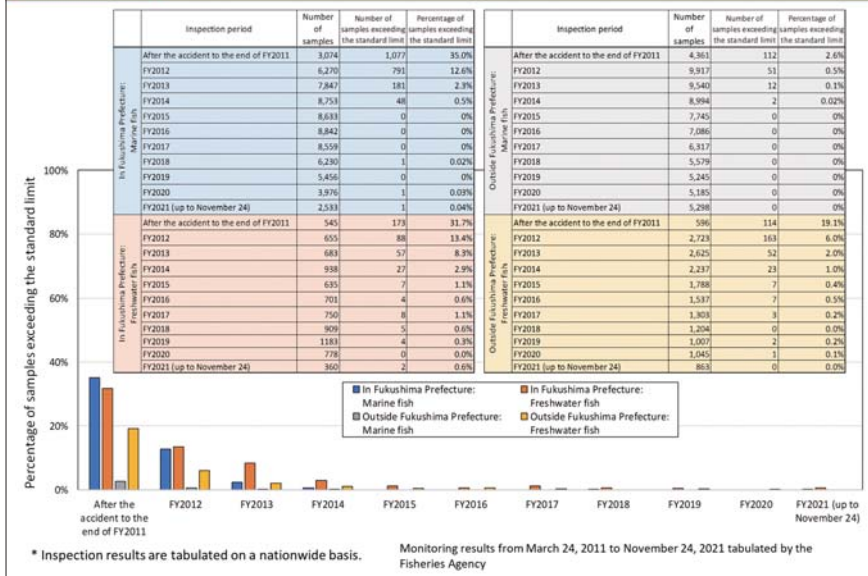 Inspection period Number of samples Number of samples exceeding the standard limit Percentage of samples exceeding the standard limit
In Fukushima Prefecture: Marine fish
After the accident to the end of FY2011 3,074 1,077 35.0%
FY2012 6,270 791 12.6%
FY2013 7,847 181 2.3%
FY2014 8,753 48 0.5%
FY2015 8,633 0 0%
FY2016 8,842 0 0%
FY2017 8,559 0 0%
FY2018 6,230 1 0.02%
FY2019 5,456 0 0%
FY2020 3,976 1 0.03%
FY2021 (up to November 24) 2,533 1 0.04%
In Fukushima Prefecture: Freshwater fish
After the accident to the end of FY2011 545 173 31.7%
FY2012 655 88 13.4%
FY2013 683 57 8.3%
FY2014 938 27 2.9%
FY2015 635 7 1.1%
FY2016 701 4 0.6%
FY2017 750 8 1.1%
FY2018 909 5 0.6%
FY2019 1183 4 0.3%
FY2020 778 0 0.0%
FY2021 (up to November 24) 360 2 0.6%
Inspection period Number of samples Number of samples exceeding the standard limit Percentage of samples exceeding the standard limit
Outside Fukushima Prefecture: Marine fish
After the accident to the end of FY2011 4,361 112 2.6%
FY2012 9,917 51 0.5%
FY2013 9,540 12 0.1%
FY2014 8,994 2 0.02%
FY2015 7,745 0 0%
FY2016 7,086 0 0%
FY2017 6,317 0 0%
FY2018 5,579 0 0%
FY2019 5,245 0 0%
FY2020 5,185 0 0%
FY2021 (up to November 24) 5,298 0 0%
Outside Fukushima Prefecture: Freshwater fish
After the accident to the end of FY2011 596 114 19.1%
FY2012 2,723 163 6.0%
FY2013 2,625 52 2.0%
FY2014 2,237 23 1.0%
FY2015 1,788 7 0.4%
FY2016 1,537 7 0.5%
FY2017 1,303 3 0.2%
FY2018 1,204 0 0.0%
FY2019 1,007 2 0.2%
FY2020 1,045 1 0.1%
FY2021 (up to November 24) 863 0 0.0%
Percentage of samples exceeding the standard limit
100%
80%
60%
40%
20%
0%
In Fukushima Prefecture: Marine fish
In Fukushima Prefecture: Freshwater fish
Outside Fukushima Prefecture: Marine fish
Outside Fukushima Prefecture: Freshwater fish
After the accident to the end of FY2011
FY2012
FY2013
FY2014
FY2015
FY2016
FY2017
FY2018
FY2019
FY2020
FY2021 (up to November 24)
* Inspection results are tabulated on a nationwide basis.
Monitoring results from March 24, 2011 to November 24, 2021 tabulated by the
Fisheries Agency